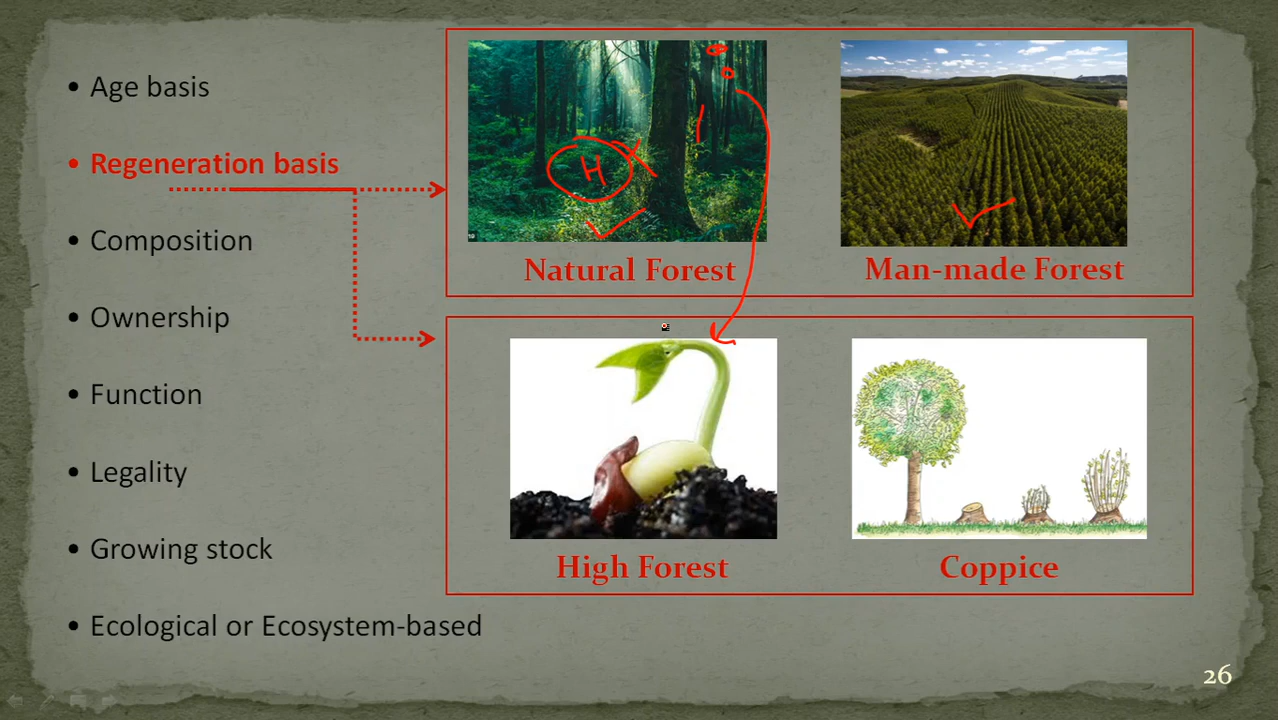 • Age basis
• Regeneration basis
• Composition
• Ownership
• Function
• Legality
• Growing stock
• Ecological or Ecosystem-based
H
Natural Forest
Man-made Forest
High Forest
Coppice
26